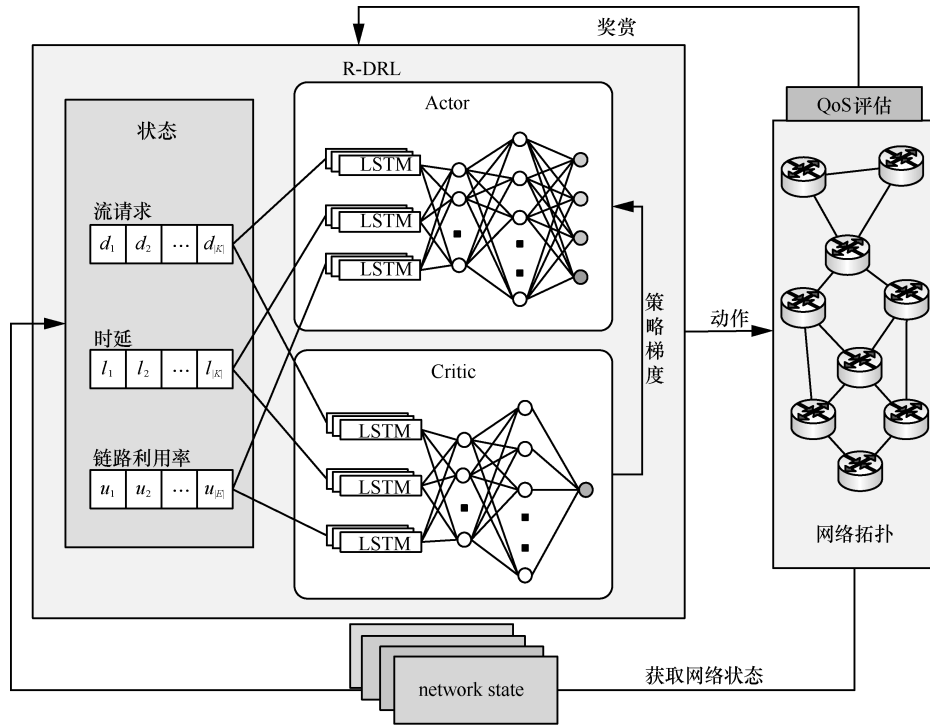 奖赏
R-DRL
QoS评估
状态
Actor
流请求
d1 d2 … d|K|
LSTM
LSTM
LSTM
时延
l1 l2 … l|K|
策略梯度
动作
Critic
链路利用率
u1 u2 … u|E|
LSTM
LSTM
LSTM
网络拓扑
network state
获取网络状态